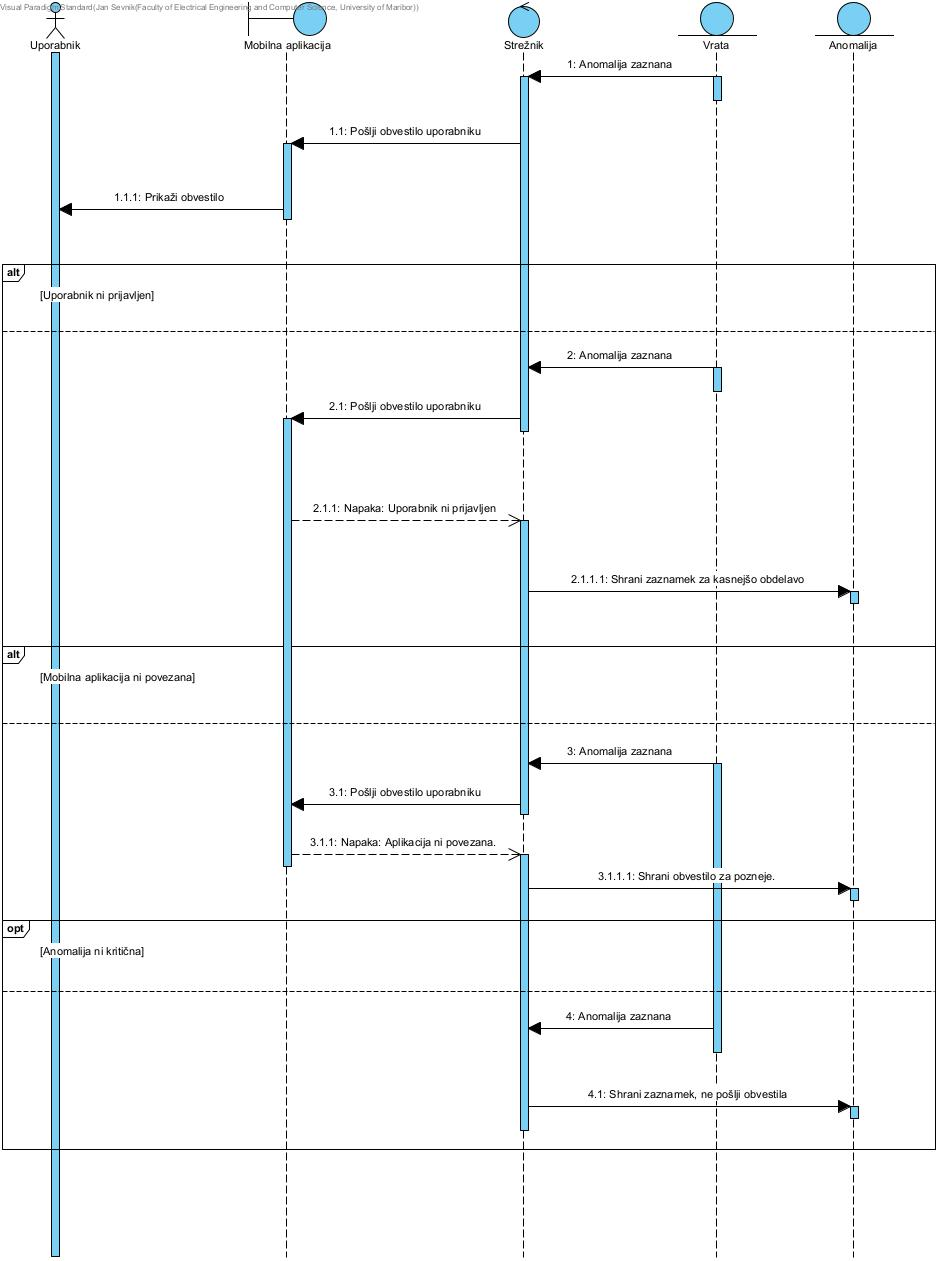 Visual Paradigm Standard(Jan Sevnik(Faculty of Electrical Engineering and Computer Science, University of Maribor))
Uporabnik
Mobilna aplikacija
Strežnik
Vrata
Anomalija
1: Anomalija zaznana
1.1: Pošlji obvestilo uporabniku
1.1.1: Prikaži obvestilo
alt
[Uporabnik ni prijavljen]
2: Anomalija zaznana
2.1: Pošlji obvestilo uporabniku
2.1.1: Napaka: Uporabnik ni prijavljen
2.1.1.1: Shrani zaznamek za kasnejšo obdelavo
alt
[Mobilna aplikacija ni povezana]
3: Anomalija zaznana
3.1: Pošlji obvestilo uporabniku
3.1.1: Napaka: Aplikacija ni povezana.
3.1.1.1: Shrani obvestilo za pozneje.
opt
[Anomalija ni kritična]
4: Anomalija zaznana
4.1: Shrani zaznamek, ne pošlji obvestila